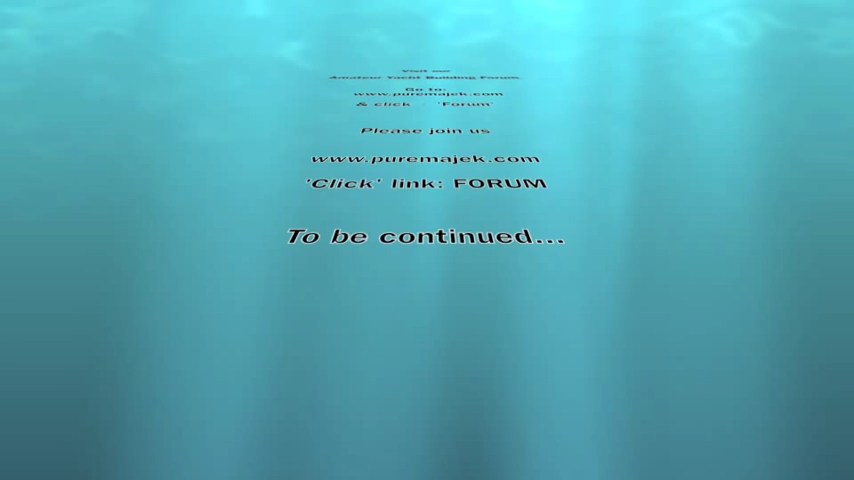 Visit our
Amateur Yacht Building Forum.
Go to:
www.puremajek.com
& click - 'Forum'
Please join us
www.puremajek.com
'Click' link: FORUM
To be continued...